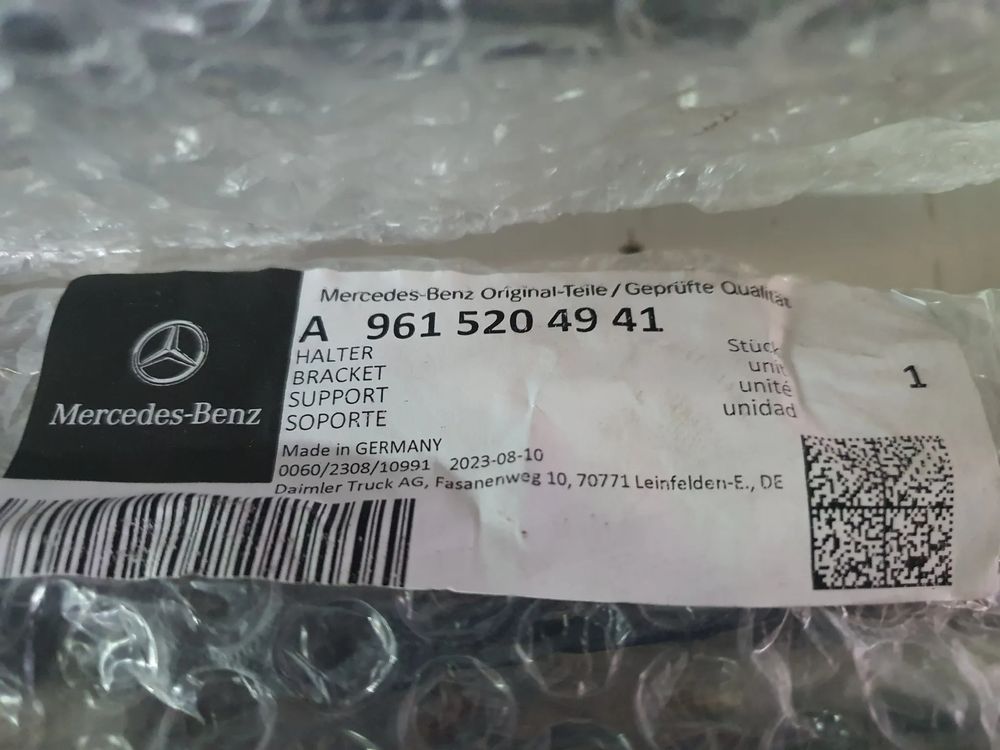 Mercedes-Benz Original-Teile / Geprüfte Qualität
A 961 520 49 41
HALTER
BRACKET
SUPPORT
SOPORTE
Stück
unit
unité
unidad
1
Mercedes-Benz
Made in GERMANY
0060/2308/10991 2023-08-10
Daimler Truck AG, Fasanenweg 10, 70771 Leinfelden-E., DE